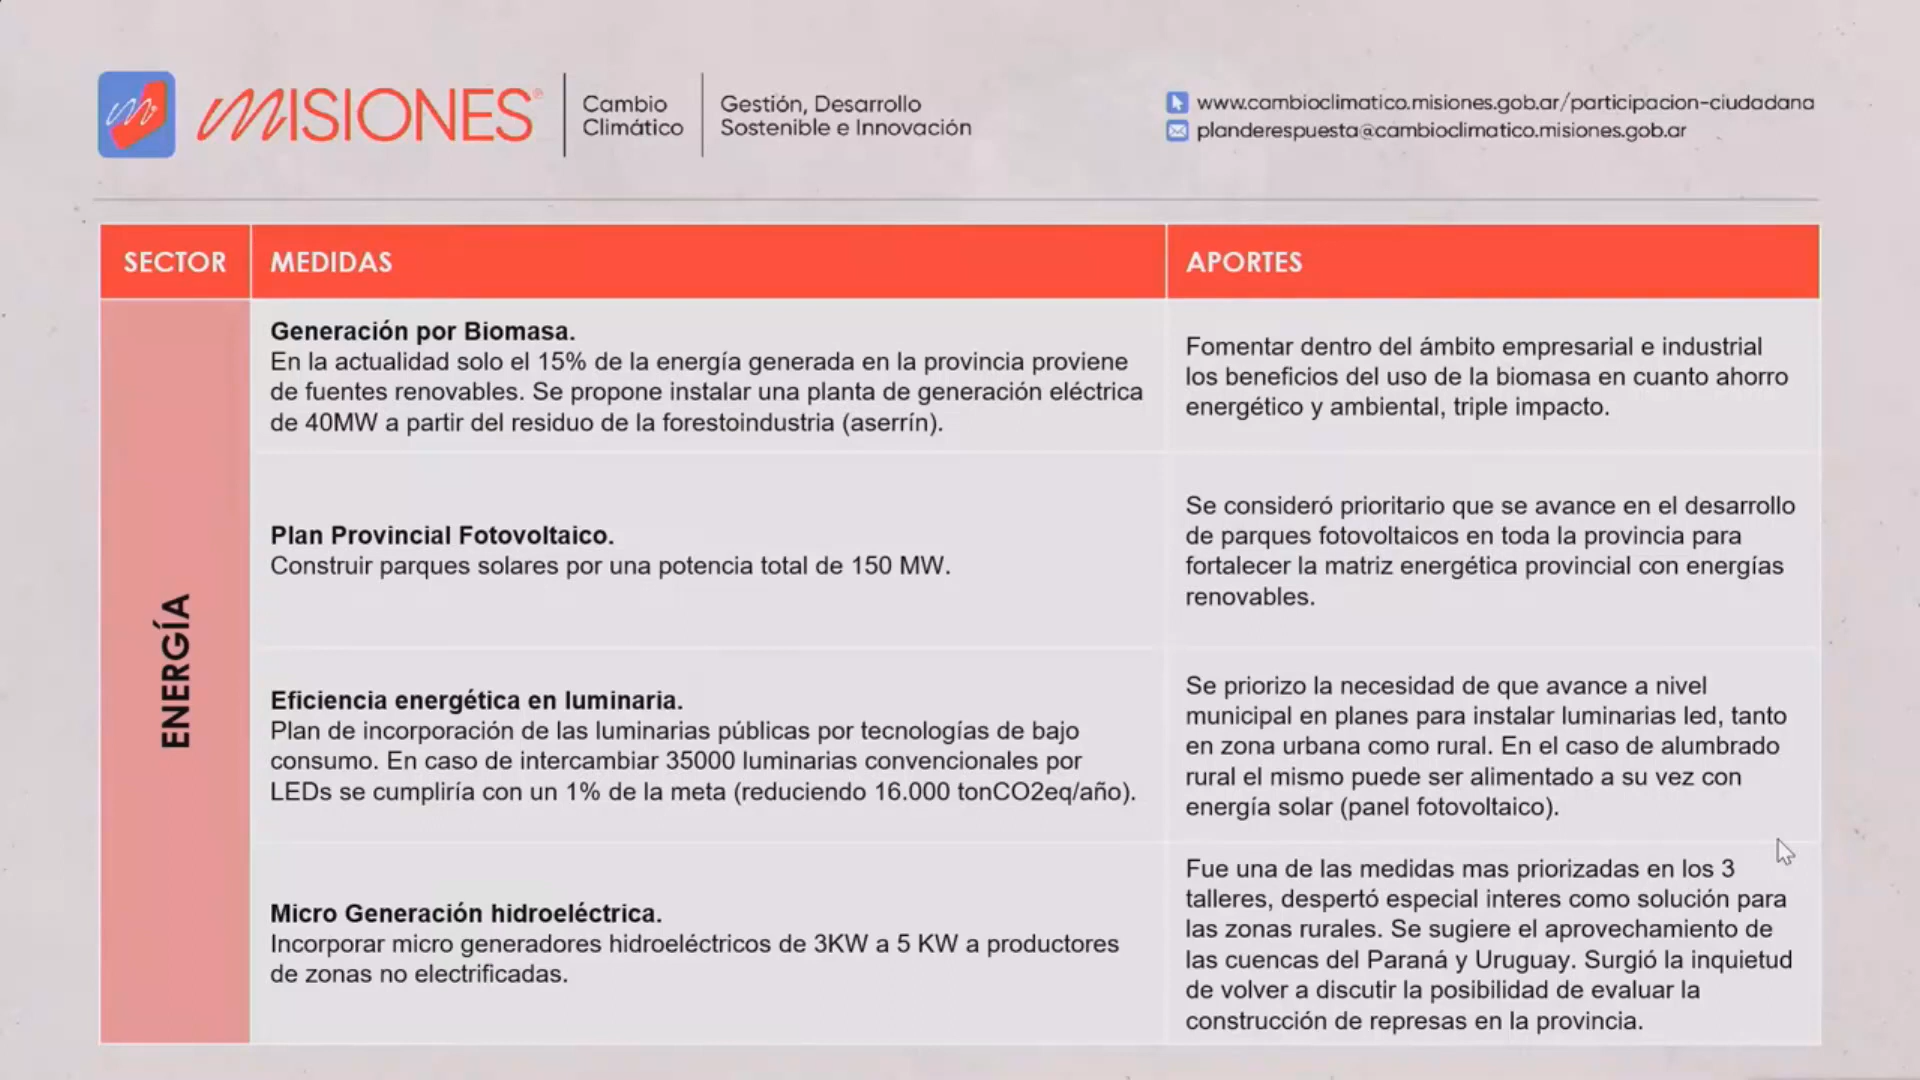 MISIONES
Cambio
Climático
Gestión, Desarrollo
Sostenible e Innovación
www.cambioclimatico.misiones.gob.ar/participacion-ciudadana
planderespuesta@cambioclimatico.misiones.gob.ar
SECTOR
MEDIDAS
APORTES
ENERGÍA
Generación por Biomasa.
En la actualidad solo el 15% de la energía generada en la provincia proviene
de fuentes renovables. Se propone instalar una planta de generación eléctrica
de 40MW a partir del residuo de la forestoindustria (aserrín).
Fomentar dentro del ámbito empresarial e industrial
los beneficios del uso de la biomasa en cuanto ahorro
energético y ambiental, triple impacto.
Plan Provincial Fotovoltaico.
Construir parques solares por una potencia total de 150 MW.
Se consideró prioritario que se avance en el desarrollo
de parques fotovoltaicos en toda la provincia para
fortalecer la matriz energética provincial con energías
renovables.
Eficiencia energética en luminaria.
Plan de incorporación de las luminarias públicas por tecnologías de bajo
consumo. En caso de intercambiar 35000 luminarias convencionales por
LEDs se cumpliría con un 1% de la meta (reduciendo 16.000 tonCO2eq/año).
Se priorizo la necesidad de que avance a nivel
municipal en planes para instalar luminarias led, tanto
en zona urbana como rural. En el caso de alumbrado
rural el mismo puede ser alimentado a su vez con
energía solar (panel fotovoltaico).
Micro Generación hidroeléctrica.
Incorporar micro generadores hidroeléctricos de 3KW a 5 KW a productores
de zonas no electrificadas.
Fue una de las medidas mas priorizadas en los 3
talleres, despertó especial interes como solución para
las zonas rurales. Se sugiere el aprovechamiento de
las cuencas del Paraná y Uruguay. Surgió la inquietud
de volver a discutir la posibilidad de evaluar la
construcción de represas en la provincia.